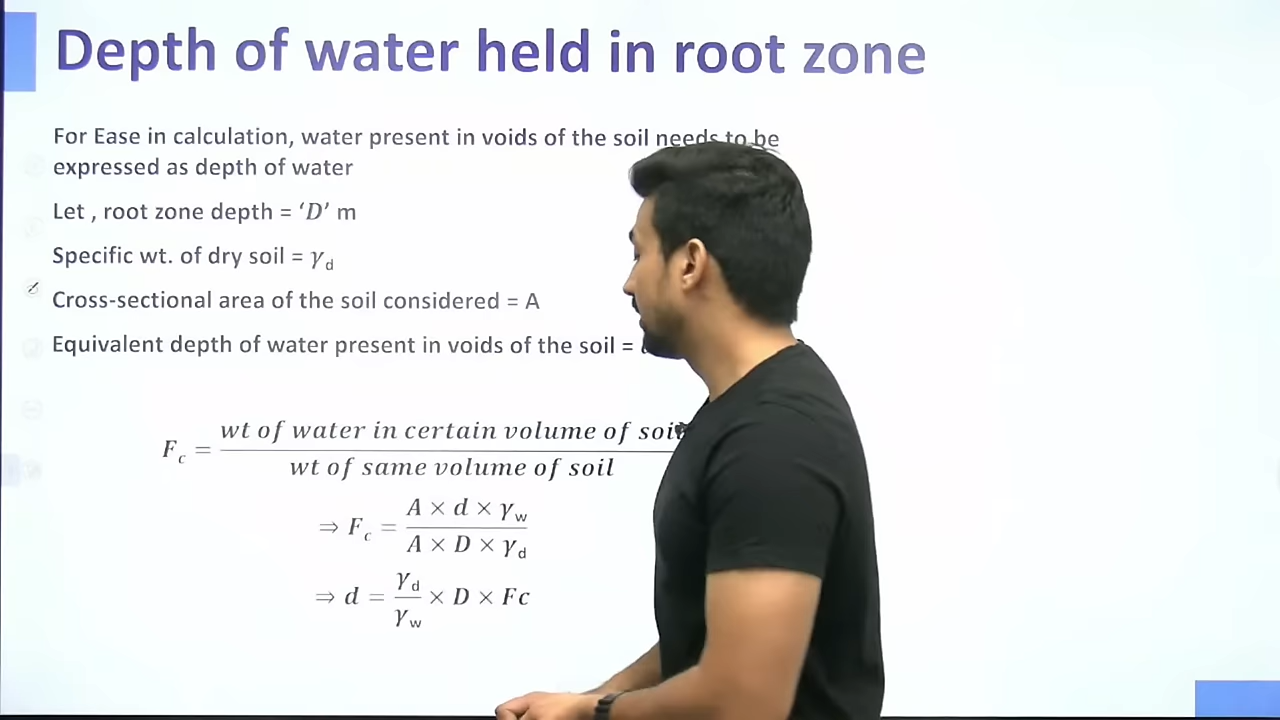 Depth of water held in root zone
For Ease in calculation, water present in voids of the soil needs to be
expressed as depth of water
Let , root zone depth = ‘D’ m
Specific wt. of dry soil = γd
Cross-sectional area of the soil considered = A
Equivalent depth of water present in voids of the soil =
Fc = wt of water in certain volume of soil
wt of same volume of soil
⇒ Fc = A × d × γw
A × D × γd
⇒ d = γd
γw × D × Fc